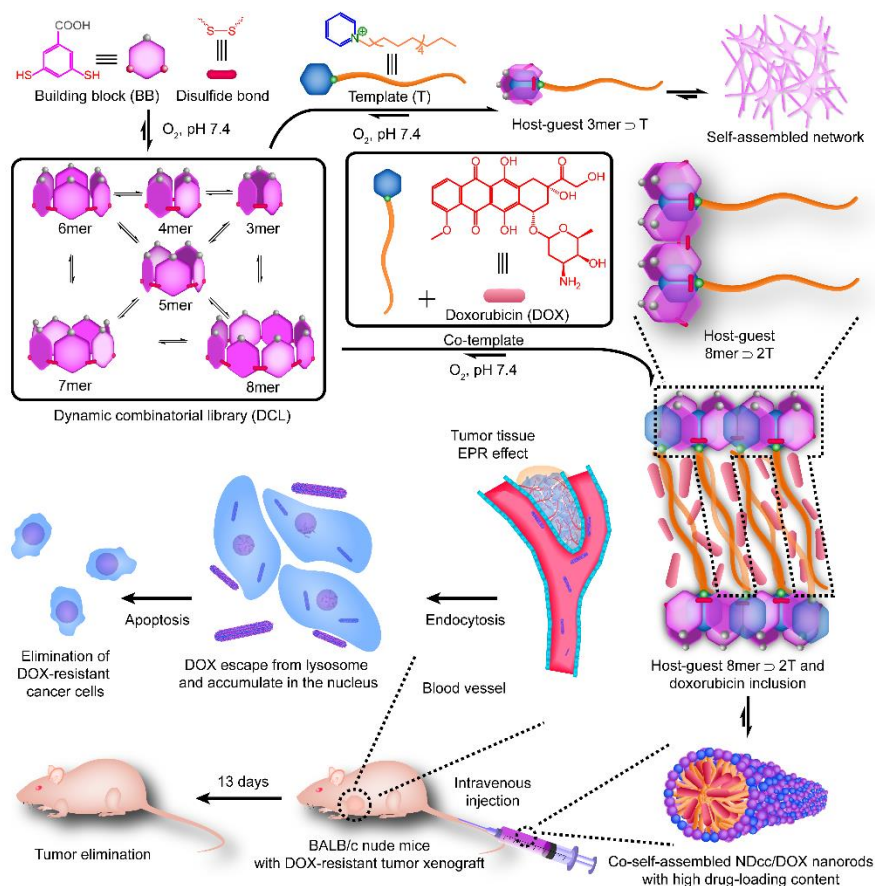 COOH
HS
SH
Building block (BB)
S–S
Disulfide bond
N
⊕
4
Template (T)
O₂, pH 7.4
O₂, pH 7.4
Host-guest 3mer ⊃ T
Self-assembled network
6mer
4mer
3mer
5mer
7mer
8mer
Dynamic combinatorial library (DCL)
+
O
OH
O
OH
OH
O
O
OH
O
O
OH
NH₂
Doxorubicin (DOX)
Co-template
O₂, pH 7.4
Host-guest
8mer ⊃ 2T
Host-guest 8mer ⊃ 2T and
doxorubicin inclusion
Tumor tissue
EPR effect
Endocytosis
Blood vessel
DOX escape from lysosome
and accumulate in the nucleus
Apoptosis
Elimination of
DOX-resistant
cancer cells
Co-self-assembled NDcc/DOX nanorods
with high drug-loading content
Intravenous
injection
BALB/c nude mice
with DOX-resistant tumor xenograft
13 days
Tumor elimination